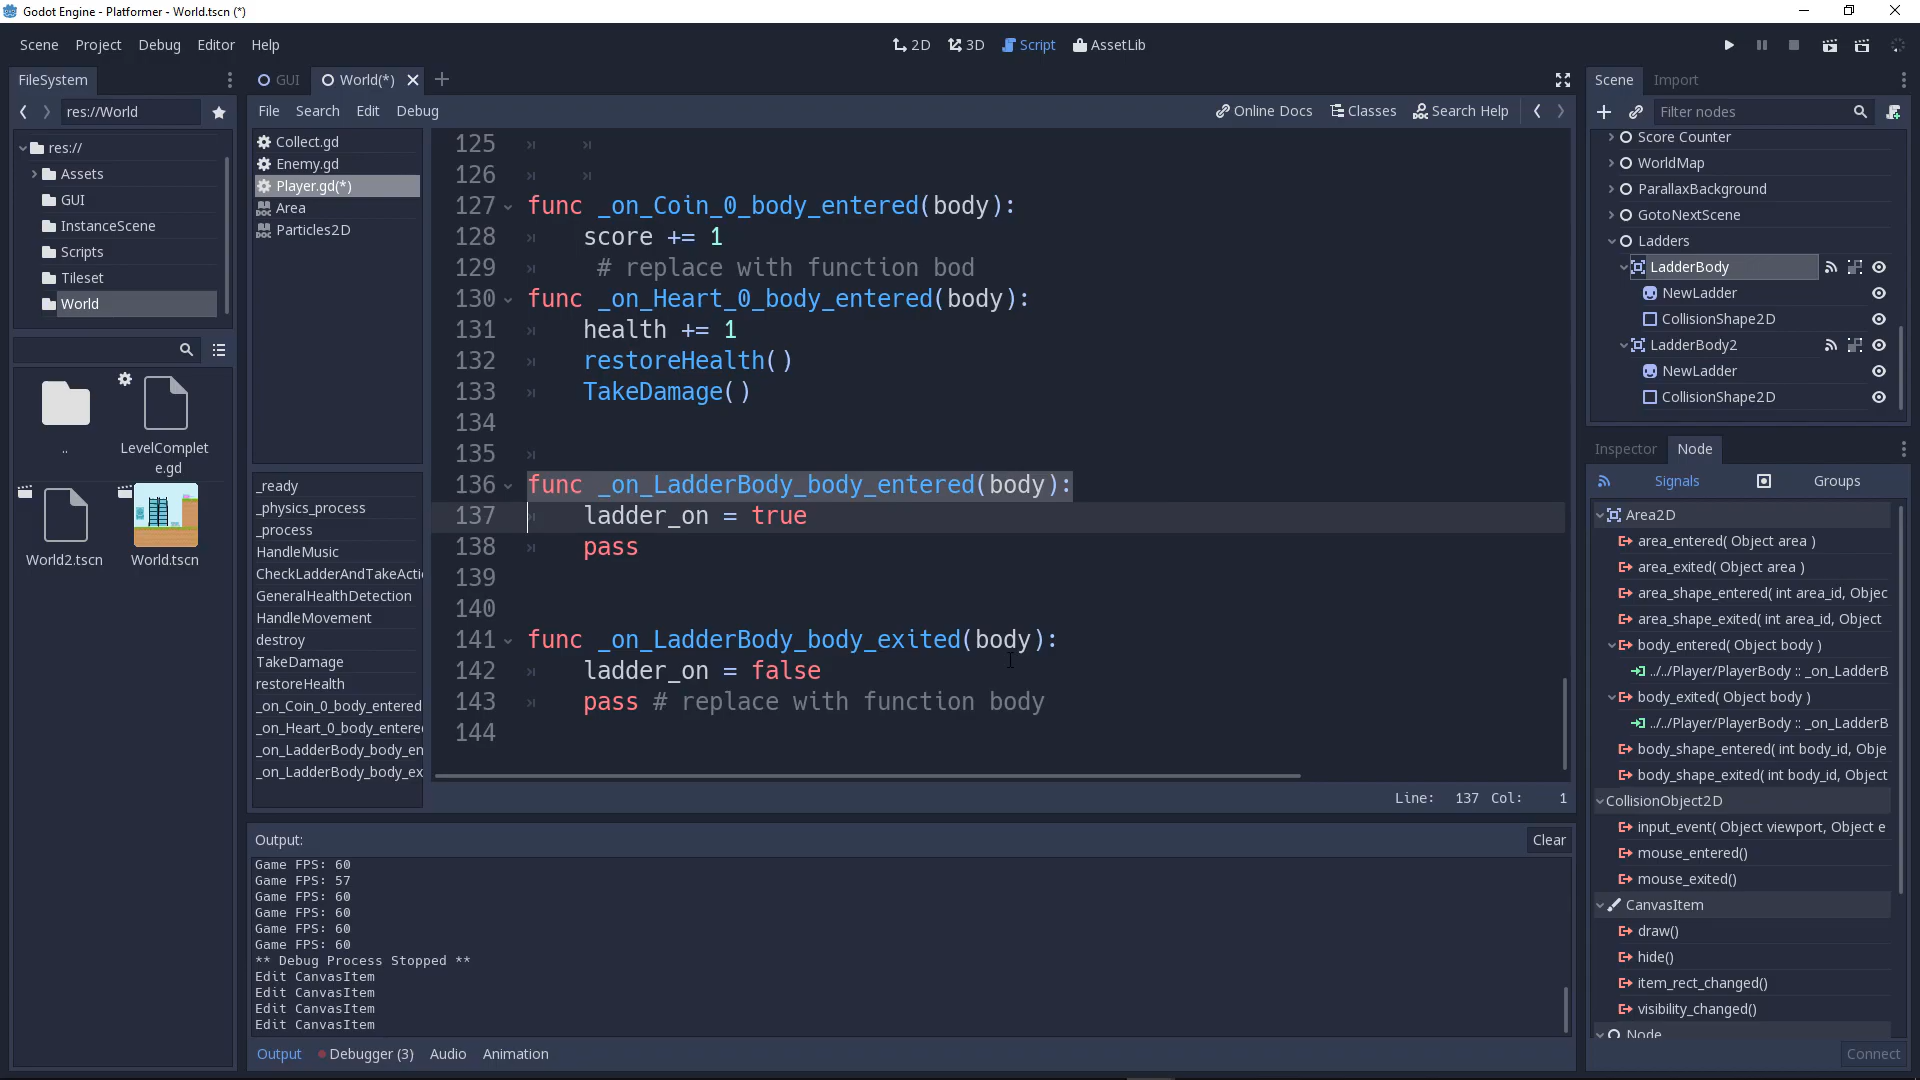 Godot Engine - Platformer - World.tscn (*)
Scene Project Debug Editor Help
2D 3D Script AssetLib
FileSystem
GUI World(*)
Scene Import
res://World
File Search Edit Debug
Online Docs Classes Search Help
Filter nodes
res://
Assets
GUI
InstanceScene
Scripts
Tileset
World
..
LevelComplet
e.gd
World2.tscn World.tscn
Collect.gd
Enemy.gd
Player.gd(*)
Area
Particles2D
_ready
_physics_process
_process
HandleMusic
CheckLadderAndTakeActi
GeneralHealthDetection
HandleMovement
destroy
TakeDamage
restoreHealth
_on_Coin_0_body_entered
_on_Heart_0_body_entere
_on_LadderBody_body_en
_on_LadderBody_body_ex
125
126
127 func _on_Coin_0_body_entered(body):
128 score += 1
129 # replace with function bod
130 func _on_Heart_0_body_entered(body):
131 health += 1
132 restoreHealth()
133 TakeDamage()
134
135
136 func _on_LadderBody_body_entered(body):
137 ladder_on = true
138 pass
139
140
141 func _on_LadderBody_body_exited(body):
142 ladder_on = false
143 pass # replace with function body
144
Line: 137 Col: 1
Output:
Clear
Game FPS: 60
Game FPS: 57
Game FPS: 60
Game FPS: 60
Game FPS: 60
Game FPS: 60
** Debug Process Stopped **
Edit CanvasItem
Edit CanvasItem
Edit CanvasItem
Edit CanvasItem
Output Debugger (3) Audio Animation
Score Counter
WorldMap
ParallaxBackground
GotoNextScene
Ladders
LadderBody
NewLadder
CollisionShape2D
LadderBody2
NewLadder
CollisionShape2D
Inspector Node
Signals Groups
Area2D
area_entered( Object area )
area_exited( Object area )
area_shape_entered( int area_id, Objec
area_shape_exited( int area_id, Object
body_entered( Object body )
../../Player/PlayerBody :: _on_LadderB
body_exited( Object body )
../../Player/PlayerBody :: _on_LadderB
body_shape_entered( int body_id, Obje
body_shape_exited( int body_id, Object
CollisionObject2D
input_event( Object viewport, Object e
mouse_entered()
mouse_exited()
CanvasItem
draw()
hide()
item_rect_changed()
visibility_changed()
Node
Connect